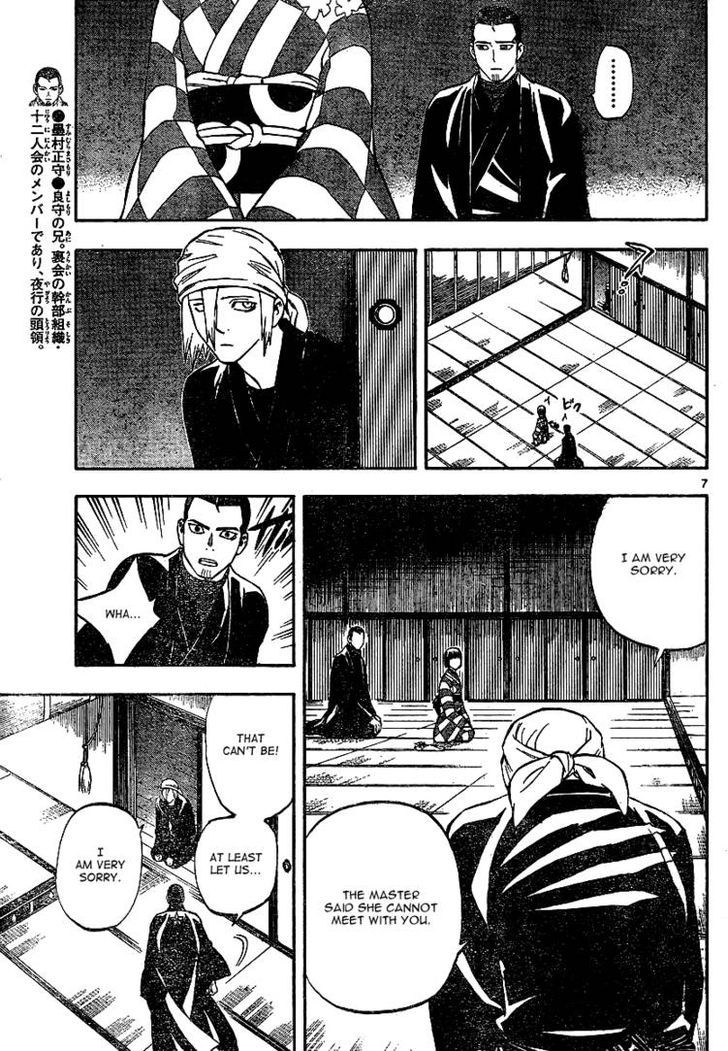 ………
●墨村正守●良守の兄。裏会の幹部組織・
十二人会のメンバーであり、夜行の頭領。
ビク
7
I AM VERY
SORRY.
THE MASTER
SAID SHE CANNOT
MEET WITH YOU.
WHA...
THAT
CAN'T BE!
AT LEAST
LET US...
I
AM VERY
SORRY.